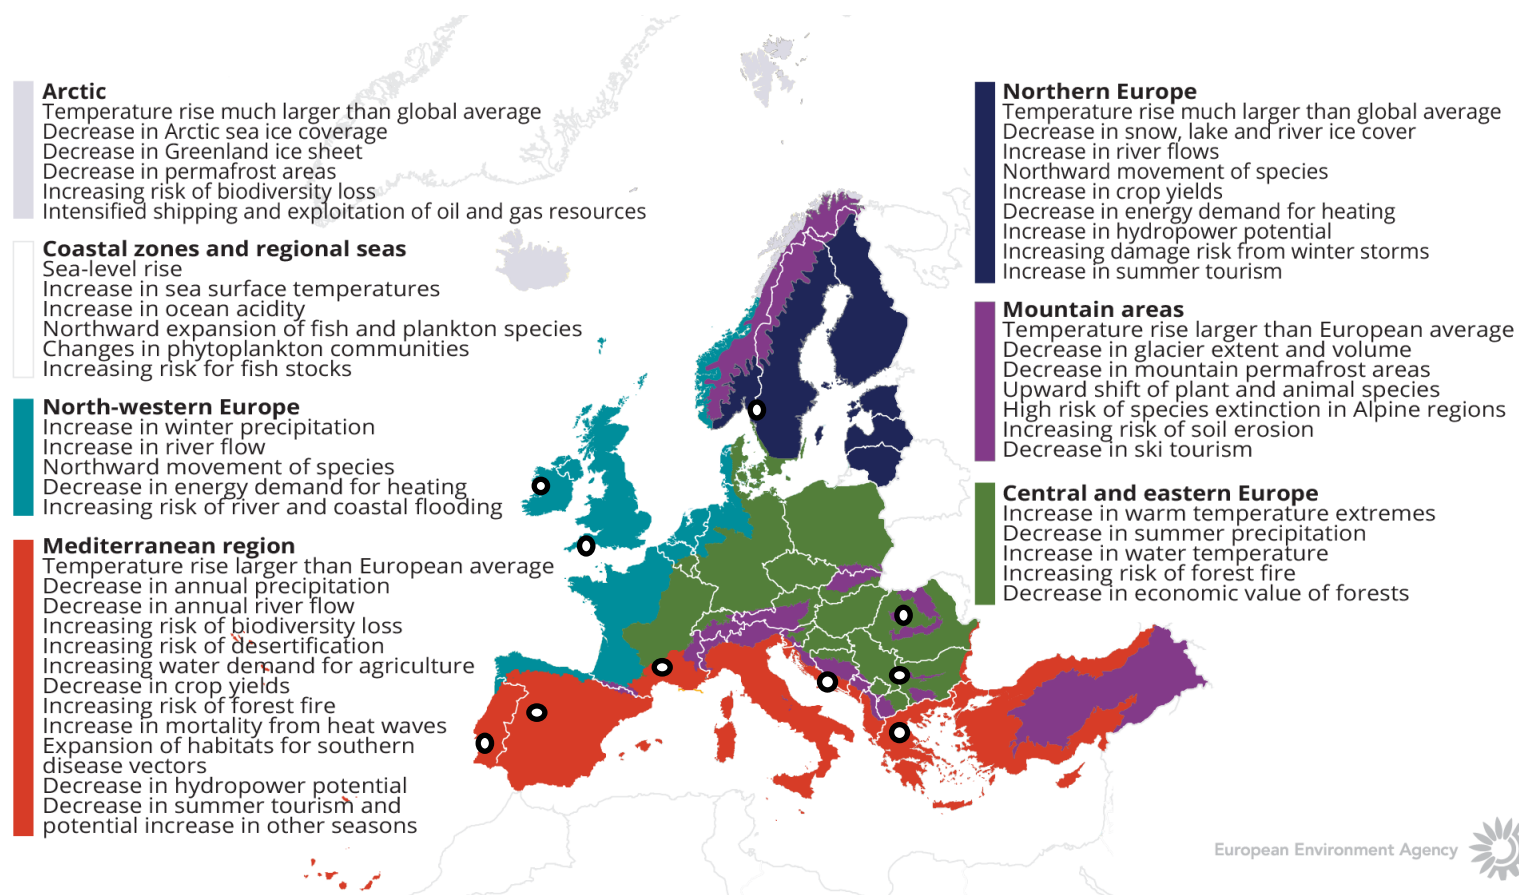 Arctic
Temperature rise much larger than global average
Decrease in Arctic sea ice coverage
Decrease in Greenland ice sheet
Decrease in permafrost areas
Increasing risk of biodiversity loss
Intensified shipping and exploitation of oil and gas resources
Coastal zones and regional seas
Sea-level rise
Increase in sea surface temperatures
Increase in ocean acidity
Northward expansion of fish and plankton species
Changes in phytoplankton communities
Increasing risk for fish stocks
North-western Europe
Increase in winter precipitation
Increase in river flow
Northward movement of species
Decrease in energy demand for heating
Increasing risk of river and coastal flooding
Mediterranean region
Temperature rise larger than European average
Decrease in annual precipitation
Decrease in annual river flow
Increasing risk of biodiversity loss
Increasing risk of desertification
Increasing water demand for agriculture
Decrease in crop yields
Increasing risk of forest fire
Increase in mortality from heat waves
Expansion of habitats for southern
disease vectors
Decrease in hydropower potential
Decrease in summer tourism and
potential increase in other seasons
Northern Europe
Temperature rise much larger than global average
Decrease in snow, lake and river ice cover
Increase in river flows
Northward movement of species
Increase in crop yields
Decrease in energy demand for heating
Increase in hydropower potential
Increasing damage risk from winter storms
Increase in summer tourism
Mountain areas
Temperature rise larger than European average
Decrease in glacier extent and volume
Decrease in mountain permafrost areas
Upward shift of plant and animal species
High risk of species extinction in Alpine regions
Increasing risk of soil erosion
Decrease in ski tourism
Central and eastern Europe
Increase in warm temperature extremes
Decrease in summer precipitation
Increase in water temperature
Increasing risk of forest fire
Decrease in economic value of forests
European Environment Agency